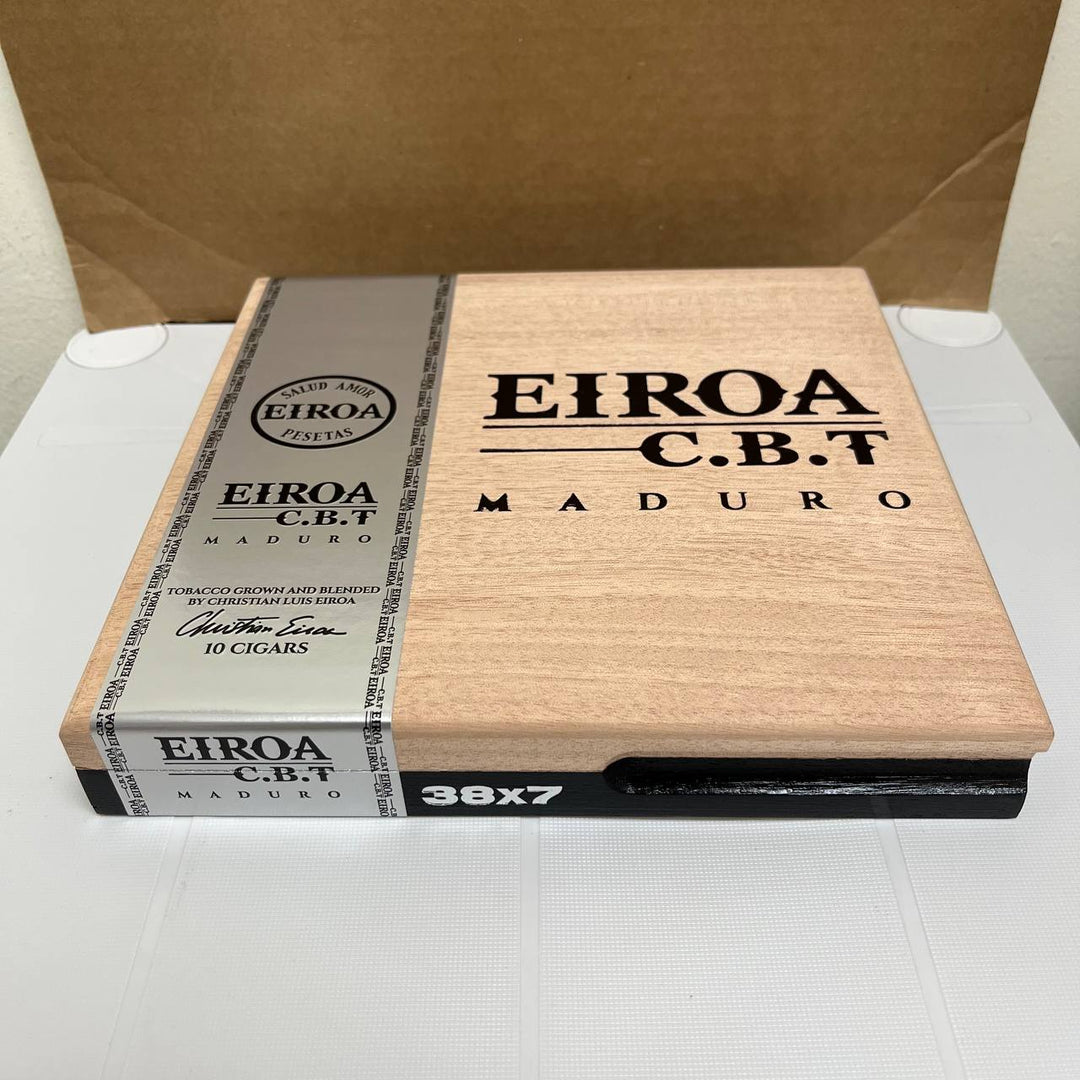 SALUD AMOR
EIROA
PESETAS
EIROA
C.B.T
MADURO
TOBACCO GROWN AND BLENDED
BY CHRISTIAN LUIS EIROA
Christian Eiroa
10 CIGARS
EIROA
C.B.T
MADURO
EIROA
C.B.T
MADURO
38x7